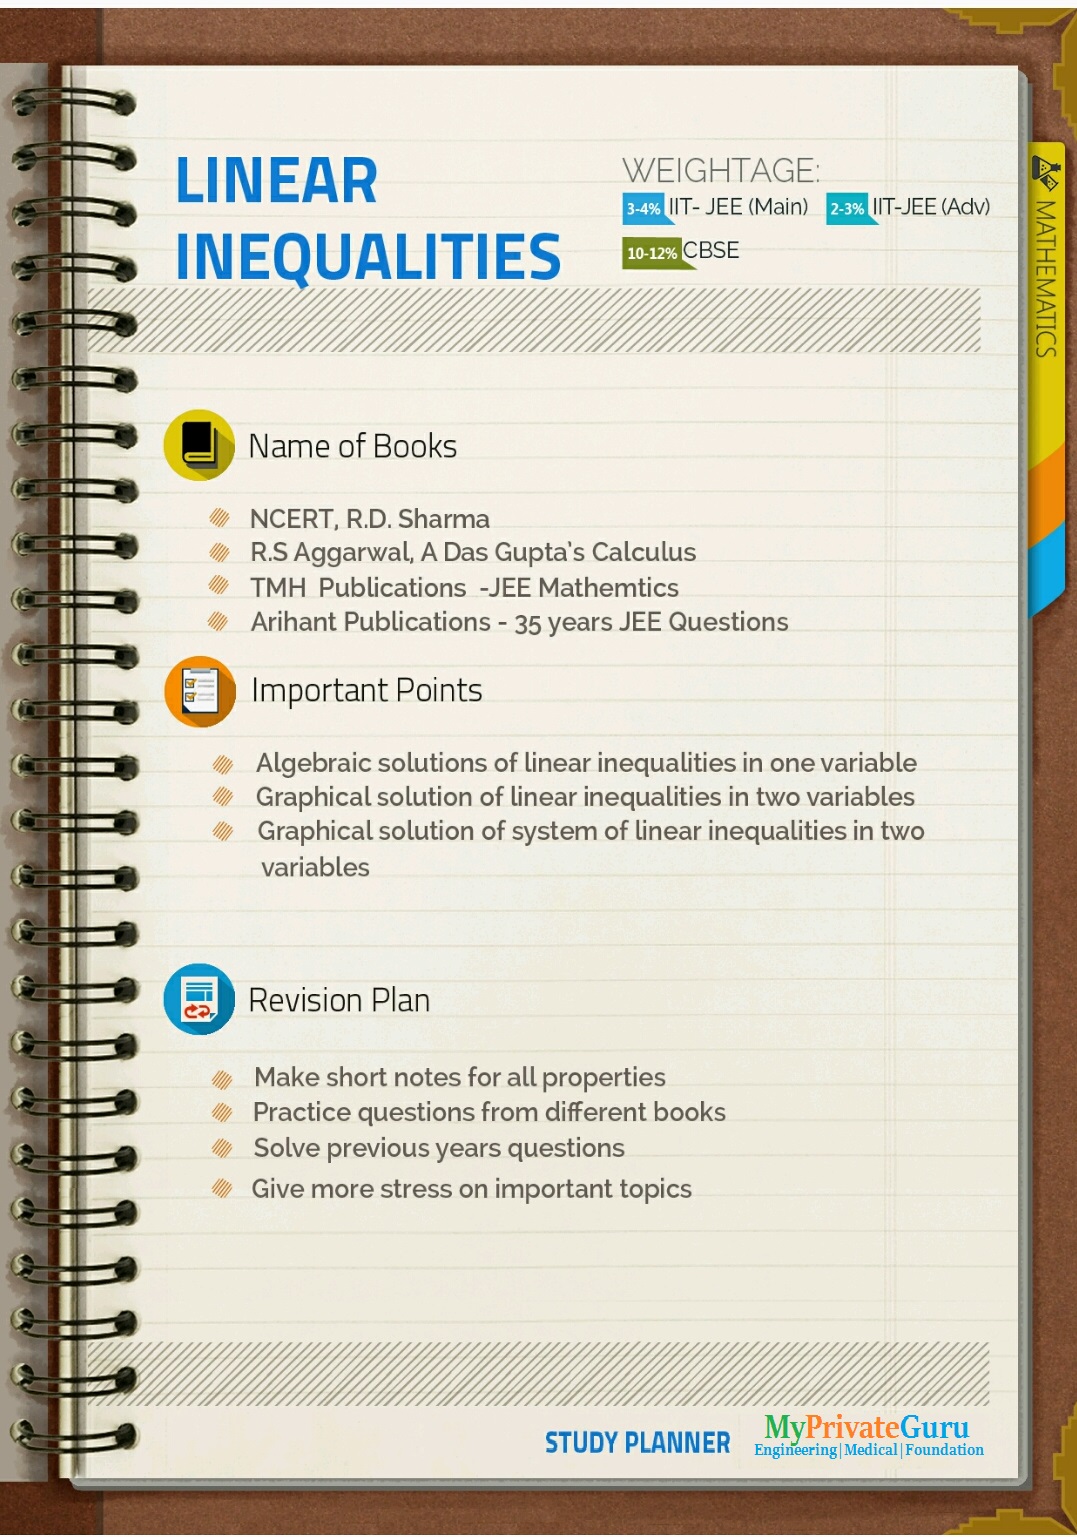 LINEAR
INEQUALITIES
WEIGHTAGE:
3-4% IIT- JEE (Main) 2-3% IIT-JEE (Adv)
10-12% CBSE
MATHEMATICS
Name of Books
NCERT, R.D. Sharma
R.S Aggarwal, A Das Gupta's Calculus
TMH Publications -JEE Mathemtics
Arihant Publications - 35 years JEE Questions
Important Points
Algebraic solutions of linear inequalities in one variable
Graphical solution of linear inequalities in two variables
Graphical solution of system of linear inequalities in two
variables
Revision Plan
Make short notes for all properties
Practice questions from different books
Solve previous years questions
Give more stress on important topics
STUDY PLANNER
MyPrivateGuru
Engineering|Medical|Foundation